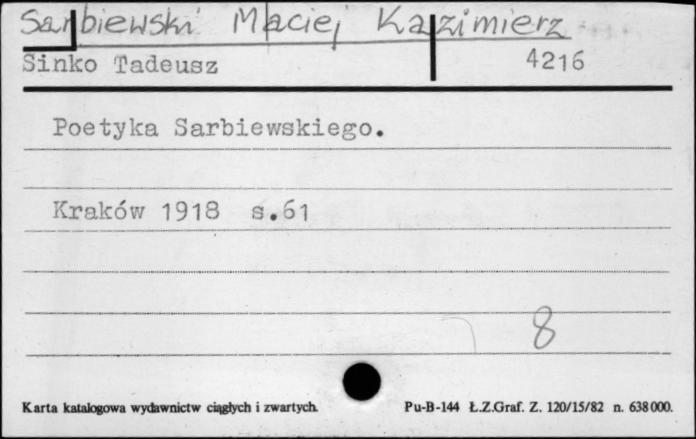 Sarbiewski Maciej Kazimierz
Sinko Tadeusz 4216
Poetyka Sarbiewskiego.
Kraków 1918 s.61
8
Karta katalogowa wydawnictw ciągłych i zwartych. Pu-B-144 Ł.Z.Graf. Z. 120/15/82 n. 638000.